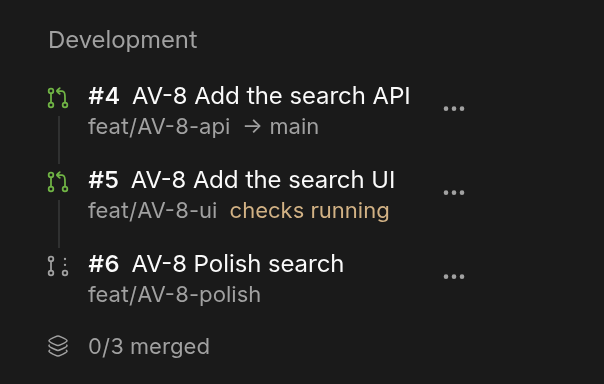 Development
#4 AV-8 Add the search API
feat/AV-8-api → main
#5 AV-8 Add the search UI
feat/AV-8-ui checks running
#6 AV-8 Polish search
feat/AV-8-polish
0/3 merged